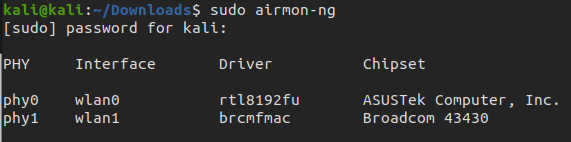 kali@kali:~/Downloads$ sudo airmon-ng
[sudo] password for kali:
PHY Interface Driver Chipset
phy0 wlan0 rtl8192fu ASUSTek Computer, Inc.
phy1 wlan1 brcmfmac Broadcom 43430